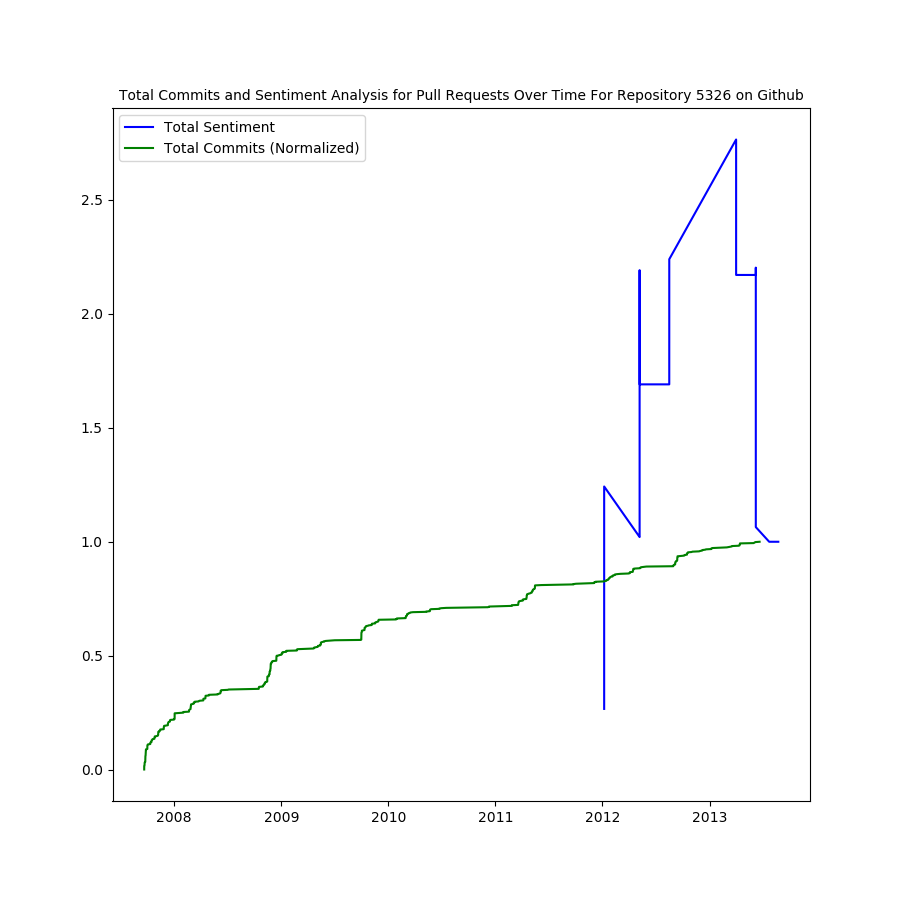 Total Commits and Sentiment Analysis for Pull Requests Over Time For Repository 5326 on Github
Total Sentiment
Total Commits (Normalized)
2.5
2.0
1.5
1.0
0.5
0.0
2008 2009 2010 2011 2012 2013